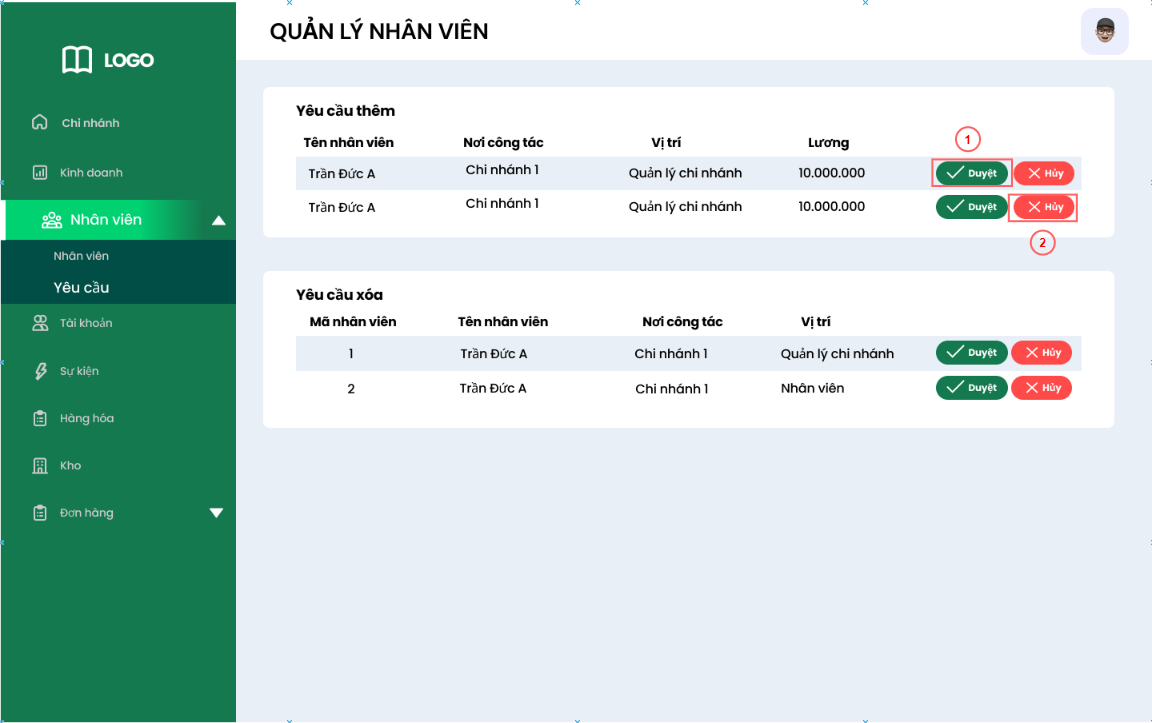 QUẢN LÝ NHÂN VIÊN
LOGO
Chi nhánh
Kinh doanh
Nhân viên
Nhân viên
Yêu cầu
Tài khoản
Sự kiện
Hàng hóa
Kho
Đơn hàng
Yêu cầu thêm
1
Tên nhân viên Nơi công tác Vị trí Lương
Trần Đức A Chi nhánh 1 Quản lý chi nhánh 10.000.000 Duyệt Hủy
Trần Đức A Chi nhánh 1 Quản lý chi nhánh 10.000.000 Duyệt Hủy
2
Yêu cầu xóa
Mã nhân viên Tên nhân viên Nơi công tác Vị trí
1 Trần Đức A Chi nhánh 1 Quản lý chi nhánh Duyệt Hủy
2 Trần Đức A Chi nhánh 1 Nhân viên Duyệt Hủy